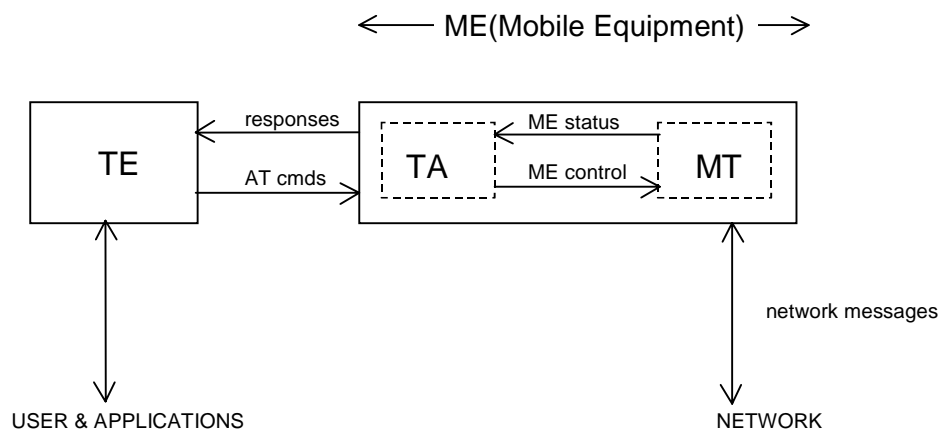 ME(Mobile Equipment)
responses
ME status
TE
TA
MT
AT cmds
ME control
network messages
USER & APPLICATIONS
NETWORK